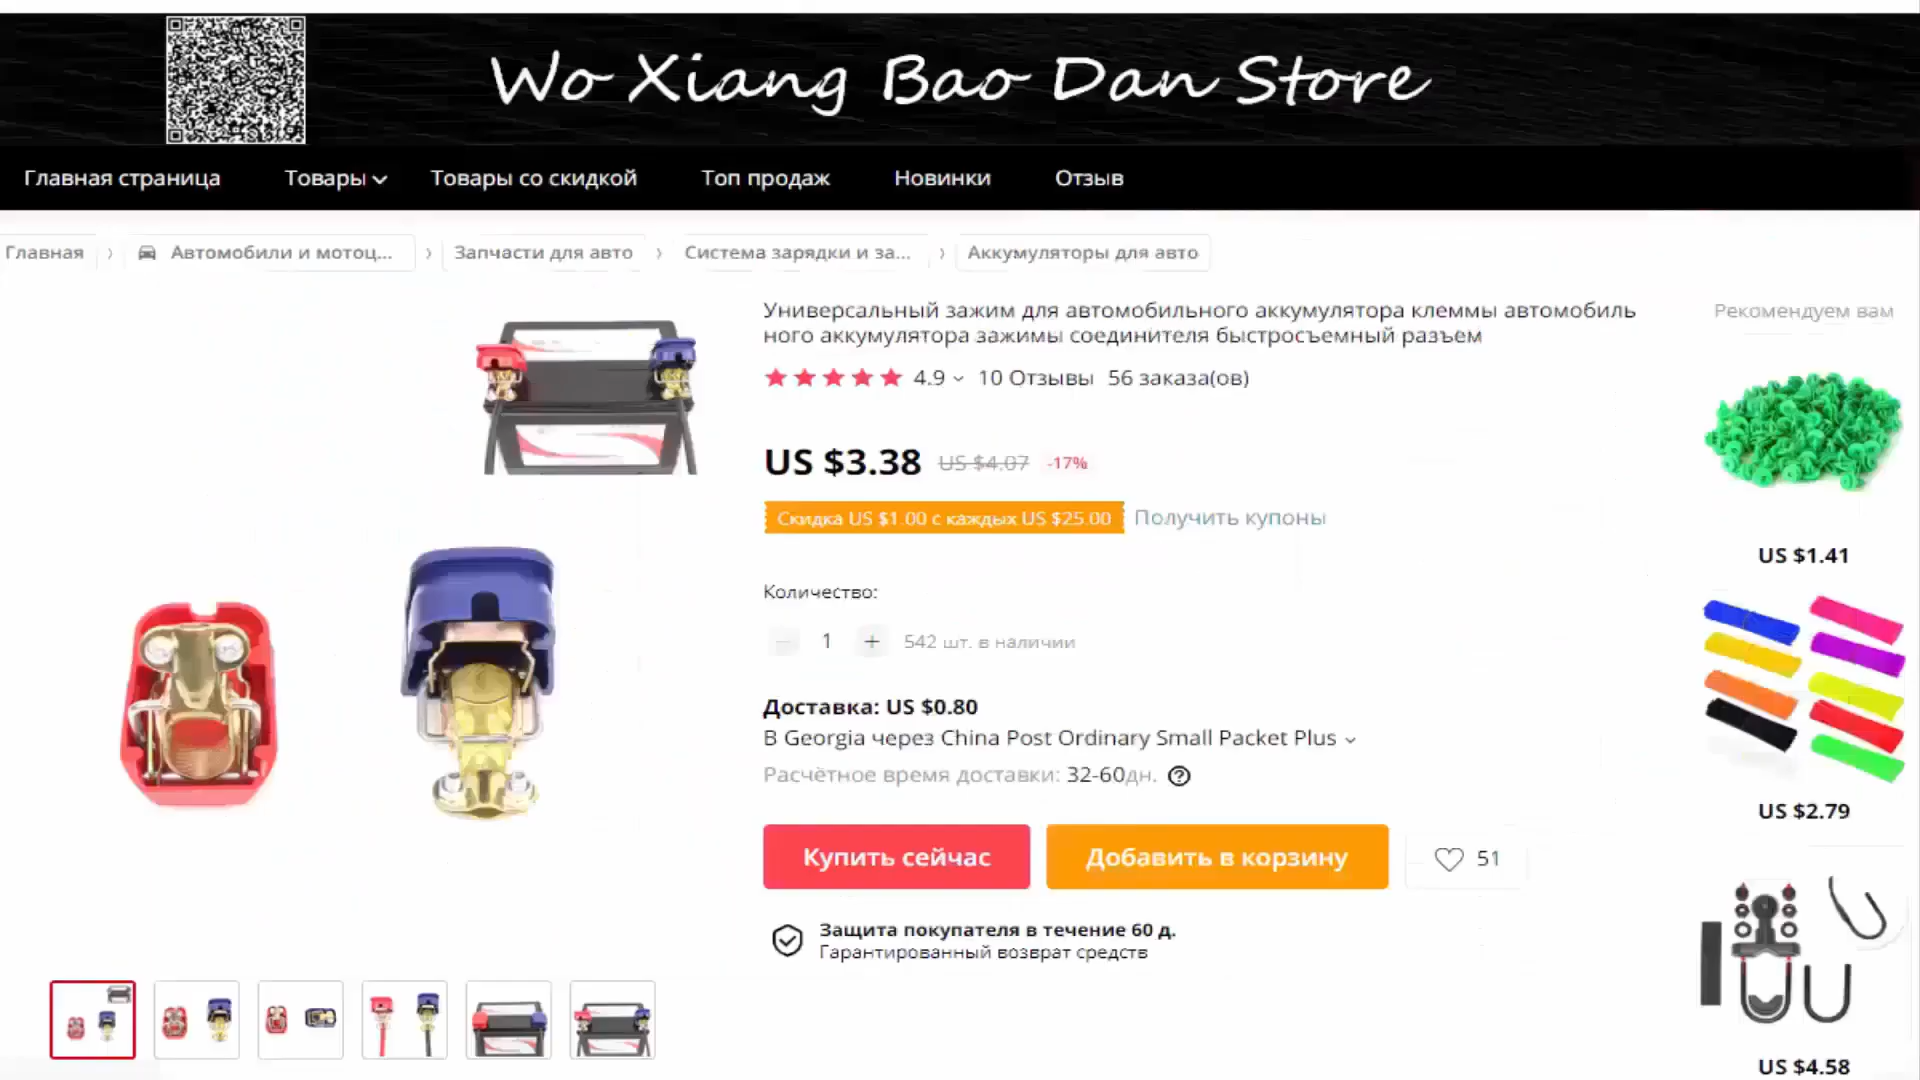 Wo Xiang Bao Dan Store
Главная страница Товары Товары со скидкой Топ продаж Новинки Отзыв
Главная Автомобили и мотоц... Запчасти для авто Система зарядки и за... Аккумуляторы для авто
Универсальный зажим для автомобильного аккумулятора клеммы автомобиль
ного аккумулятора зажимы соединителя быстросъемный разъем
4.9 10 Отзывы 56 заказа(ов)
US $3.38 US $4.07 -17%
Скидка US $1.00 с каждых US $25.00 Получить купоны
Количество:
1 + 542 шт. в наличии
Доставка: US $0.80
В Georgia через China Post Ordinary Small Packet Plus
Расчётное время доставки: 32-60дн.
Купить сейчас Добавить в корзину 51
Защита покупателя в течение 60 д.
Гарантированный возврат средств
Рекомендуем вам
US $1.41
US $2.79
US $4.58